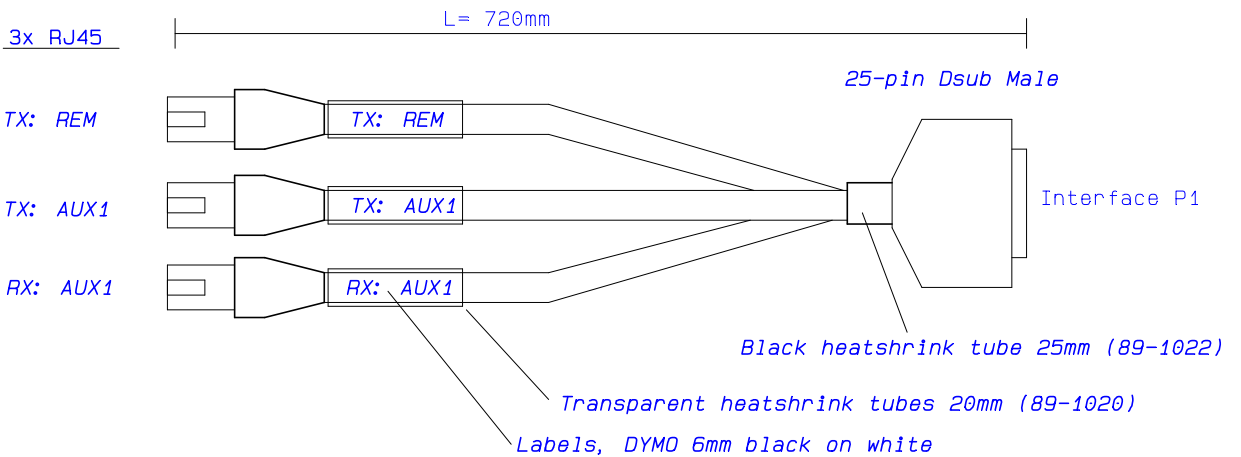 L= 720mm
3x RJ45
25-pin Dsub Male
TX: REM
TX: REM
TX: AUX1
TX: AUX1
Interface P1
RX: AUX1
RX: AUX1
Black heatshrink tube 25mm (89-1022)
Transparent heatshrink tubes 20mm (89-1020)
Labels, DYMO 6mm black on white